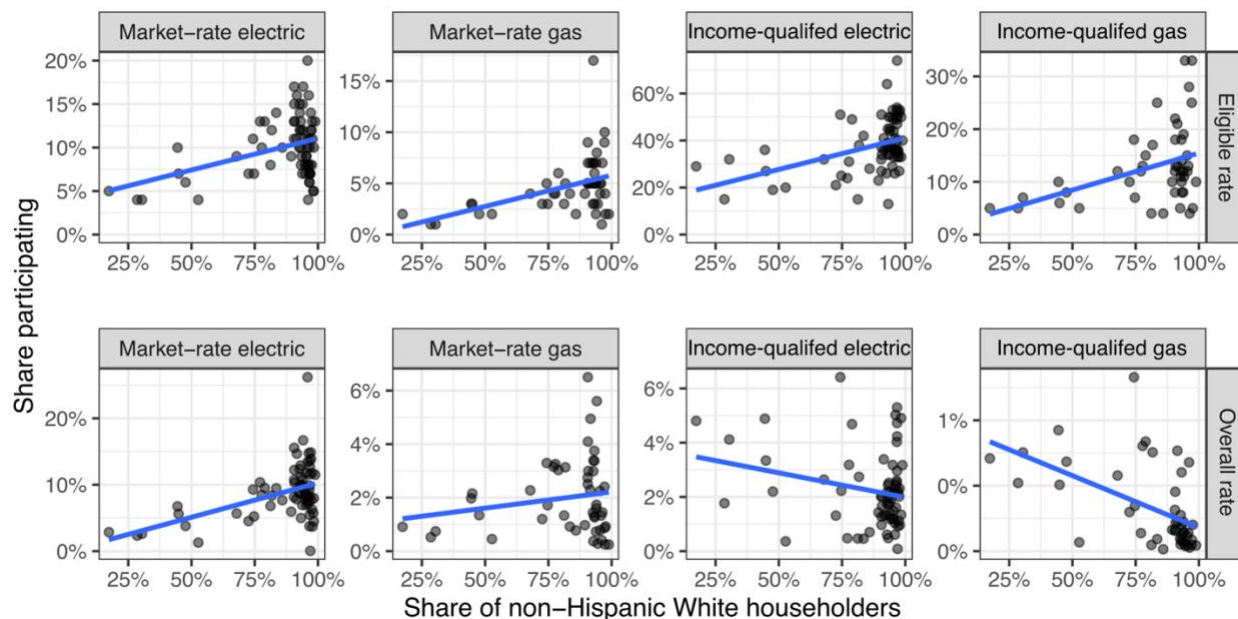 Market−rate electric
Market−rate gas
Income−qualifed electric
Income−qualifed gas
20%
15%
10%
5%
0%
15%
10%
5%
0%
60%
40%
20%
0%
30%
20%
10%
0%
Eligible rate
25% 50% 75% 100%
25% 50% 75% 100%
25% 50% 75% 100%
25% 50% 75% 100%
Share participating
Market−rate electric
Market−rate gas
Income−qualifed electric
Income−qualifed gas
20%
10%
0%
6%
4%
2%
0%
6%
4%
2%
0%
1%
0%
0%
Overall rate
25% 50% 75% 100%
25% 50% 75% 100%
25% 50% 75% 100%
25% 50% 75% 100%
Share of non−Hispanic White householders